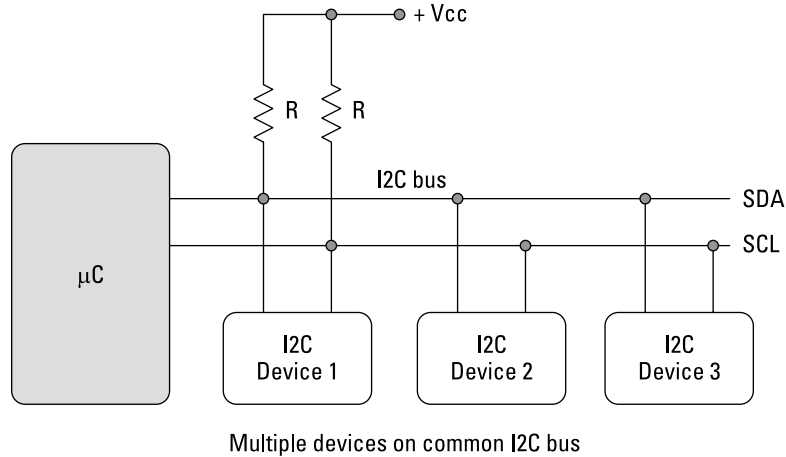 + Vcc
R
R
I2C bus
SDA
SCL
μC
I2C
Device 1
I2C
Device 2
I2C
Device 3
Multiple devices on common I2C bus